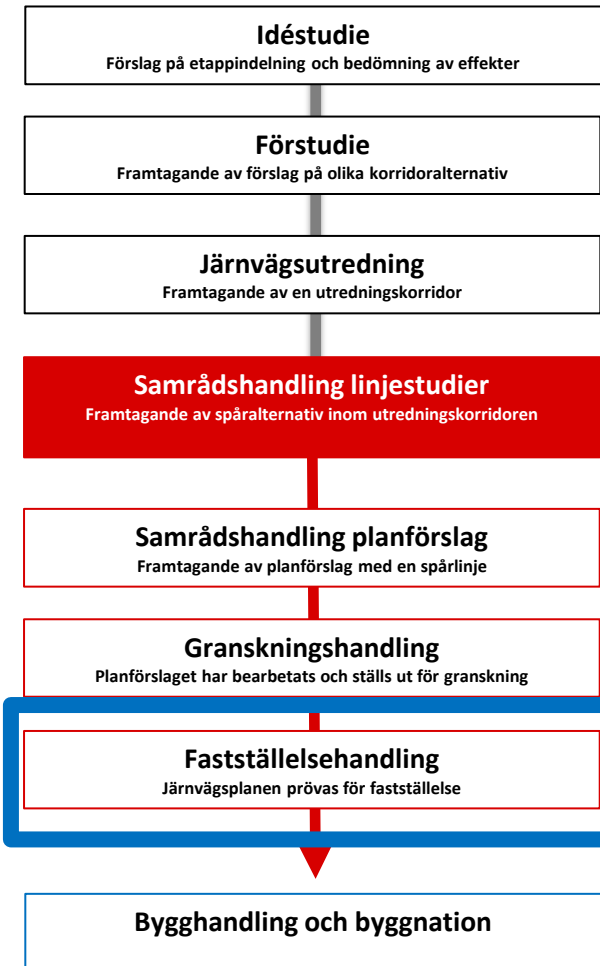 Idéstudie
Förslag på etappindelning och bedömning av effekter
Förstudie
Framtagande av förslag på olika korridoralternativ
Järnvägsutredning
Framtagande av en utredningskorridor
Samrådshandling linjestudier
Framtagande av spåralternativ inom utredningskorridoren
Samrådshandling planförslag
Framtagande av planförslag med en spårlinje
Granskningshandling
Planförslaget har bearbetats och ställs ut för granskning
Fastställelsehandling
Järnvägsplanen prövas för fastställelse
Bygghandling och byggnation